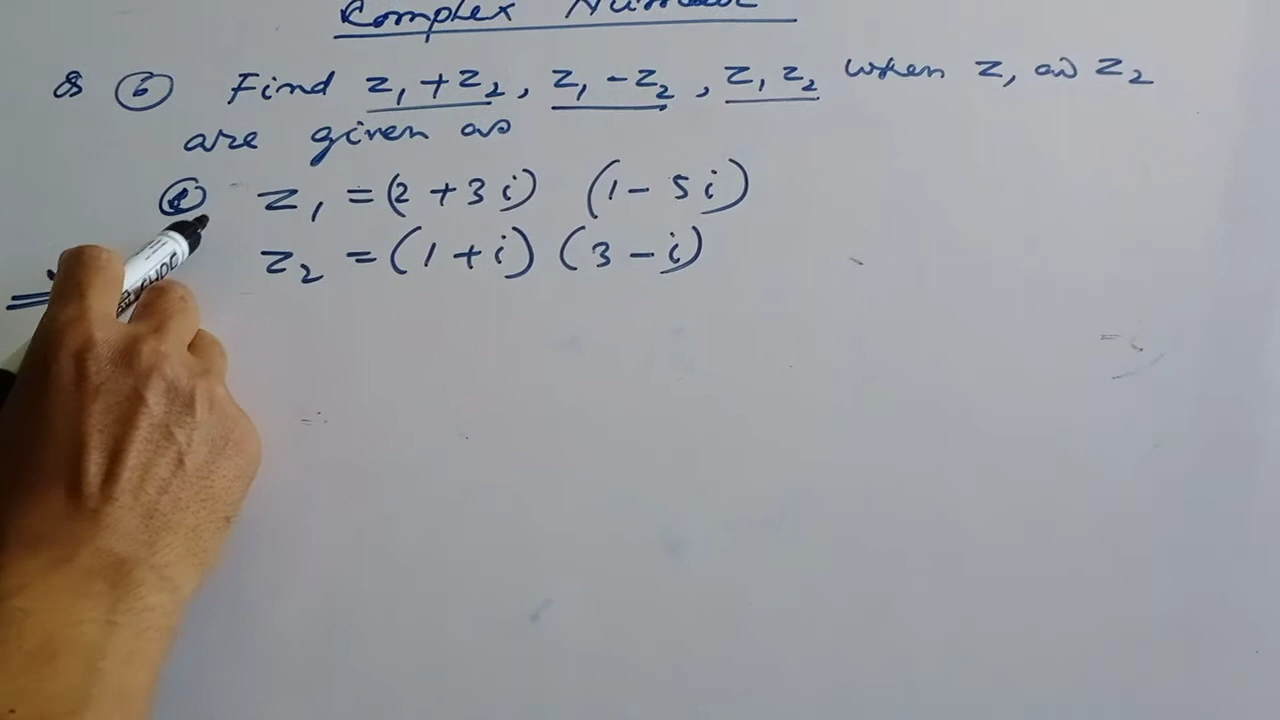 Complex Number
Q ⑥ Find z₁ + z₂, z₁ - z₂, z₁ z₂ when z₁ and z₂
are given as
z₁ = (2 + 3i) (1 - 5i)
z₂ = (1 + i) (3 - i)